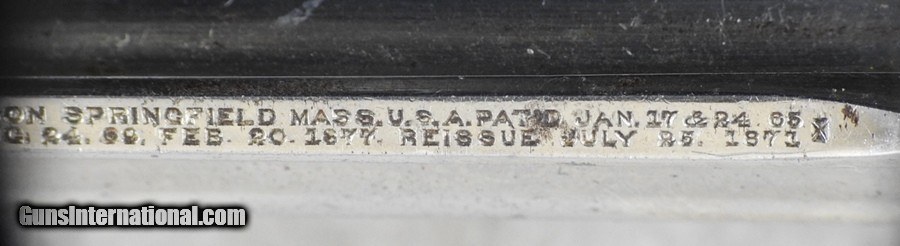 ON SPRINGFIELD MASS. U.S.A. PAT'D. JAN. 17 & 24 65
G. 24. 69. FEB. 20. 1877. REISSUE JULY 25. 1871
GunsInternational.com